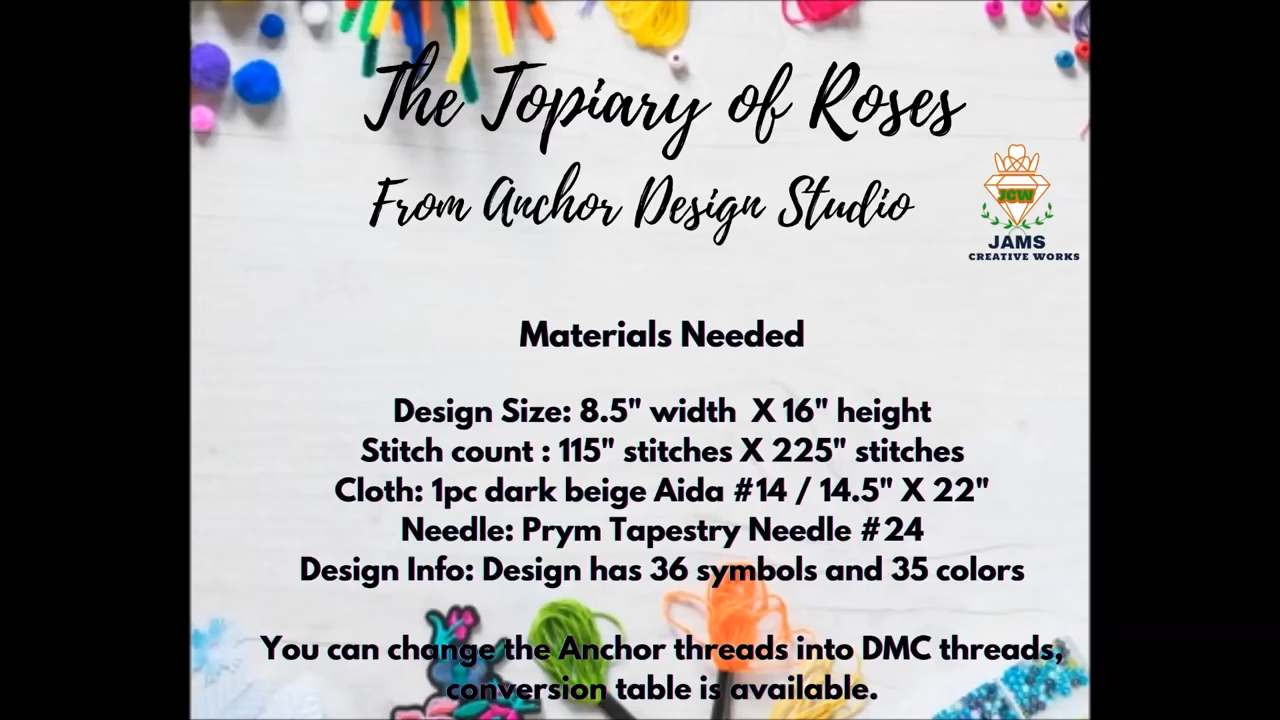 The Topiary of Roses
From Anchor Design Studio
JCW
JAMS
CREATIVE WORKS
Materials Needed
Design Size: 8.5" width X 16" height
Stitch count : 115" stitches X 225" stitches
Cloth: 1pc dark beige Aida #14 / 14.5" X 22"
Needle: Prym Tapestry Needle #24
Design Info: Design has 36 symbols and 35 colors
You can change the Anchor threads into DMC threads,
conversion table is available.